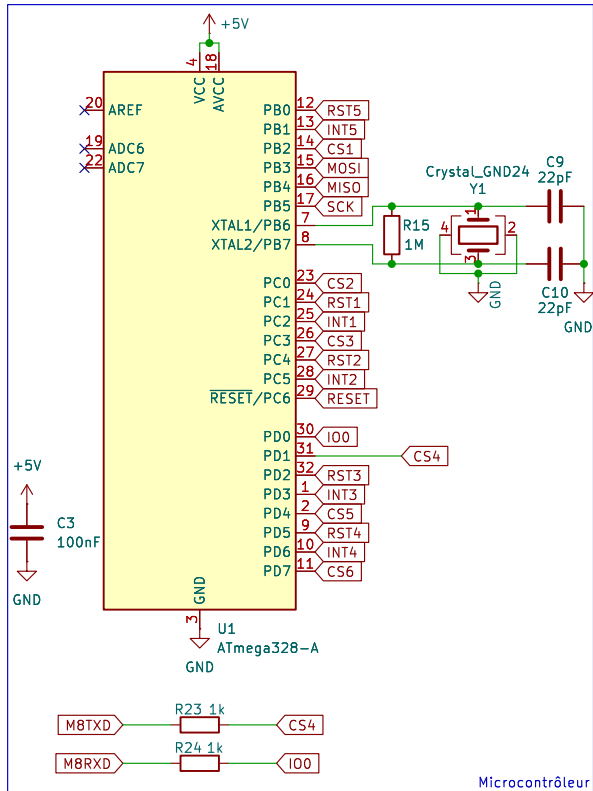 +5V
4
18
VCC
AVCC
20 AREF
19 ADC6
22 ADC7
PB0 12 RST5
PB1 13 INT5
PB2 14 CS1
PB3 15 MOSI
PB4 16 MISO
PB5 17 SCK
XTAL1/PB6 7
XTAL2/PB7 8
PC0 23 CS2
PC1 24 RST1
PC2 25 INT1
PC3 26 CS3
PC4 27 RST2
PC5 28 INT2
RESET/PC6 29 RESET
PD0 30 IO0
PD1 31 CS4
PD2 32 RST3
PD3 1 INT3
PD4 2 CS5
PD5 9 RST4
PD6 10 INT4
PD7 11 CS6
GND
3
GND
U1
ATmega328-A
R15
1M
Crystal_GND24
Y1
1
4
2
3
GND
C9
22pF
C10
22pF
GND
+5V
C3
100nF
GND
R23 1k
M8TXD
CS4
R24 1k
M8RXD
IO0
Microcontrôleur